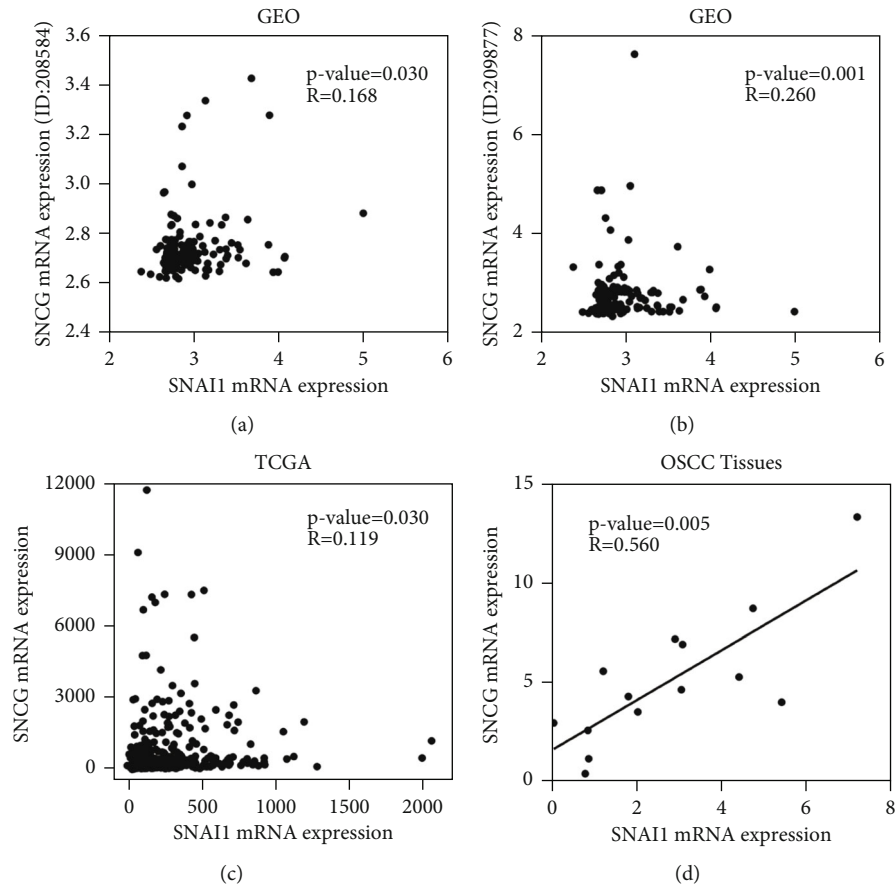 GEO
SNCG mRNA expression (ID:208584)
3.6
3.4
3.2
3.0
2.8
2.6
2.4
p-value=0.030
R=0.168
2 3 4 5 6
SNAI1 mRNA expression
(a)
GEO
SNCG mRNA expression (ID:209877)
8
6
4
2
p-value=0.001
R=0.260
2 3 4 5 6
SNAI1 mRNA expression
(b)
TCGA
SNCG mRNA expression
12000
9000
6000
3000
0
p-value=0.030
R=0.119
0 500 1000 1500 2000
SNAI1 mRNA expression
(c)
OSCC Tissues
SNCG mRNA expression
15
10
5
0
p-value=0.005
R=0.560
0 2 4 6 8
SNAI1 mRNA expression
(d)